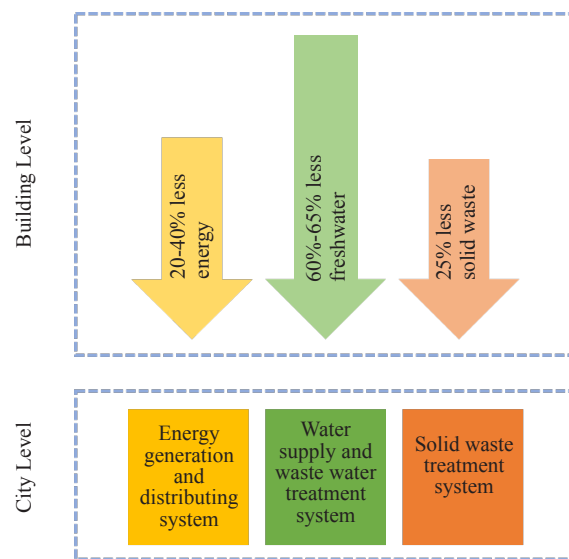 Building Level
20-40% less
energy
60%-65% less
freshwater
25% less
solid waste
City Level
Energy
generation
and
distributing
system
Water
supply and
waste water
treatment
system
Solid waste
treatment
system